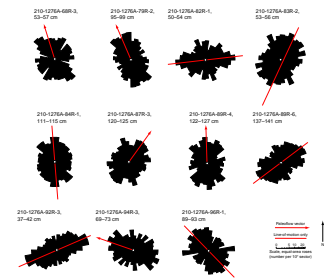 210-1276A-68R-3,
53–57 cm
210-1276A-79R-2,
95–99 cm
210-1276A-82R-1,
50–54 cm
210-1276A-83R-2,
53–56 cm
210-1276A-84R-1,
111–115 cm
210-1276A-87R-3,
120–125 cm
210-1276A-89R-4,
122–127 cm
210-1276A-89R-6,
137–141 cm
210-1276A-92R-3,
37–42 cm
210-1276A-94R-3,
69–73 cm
210-1276A-96R-1,
89–93 cm
Paleoflow vector
Line-of-motion only
0 5 10 20
Scale: equal-area roses
(number per 10° sector)
N